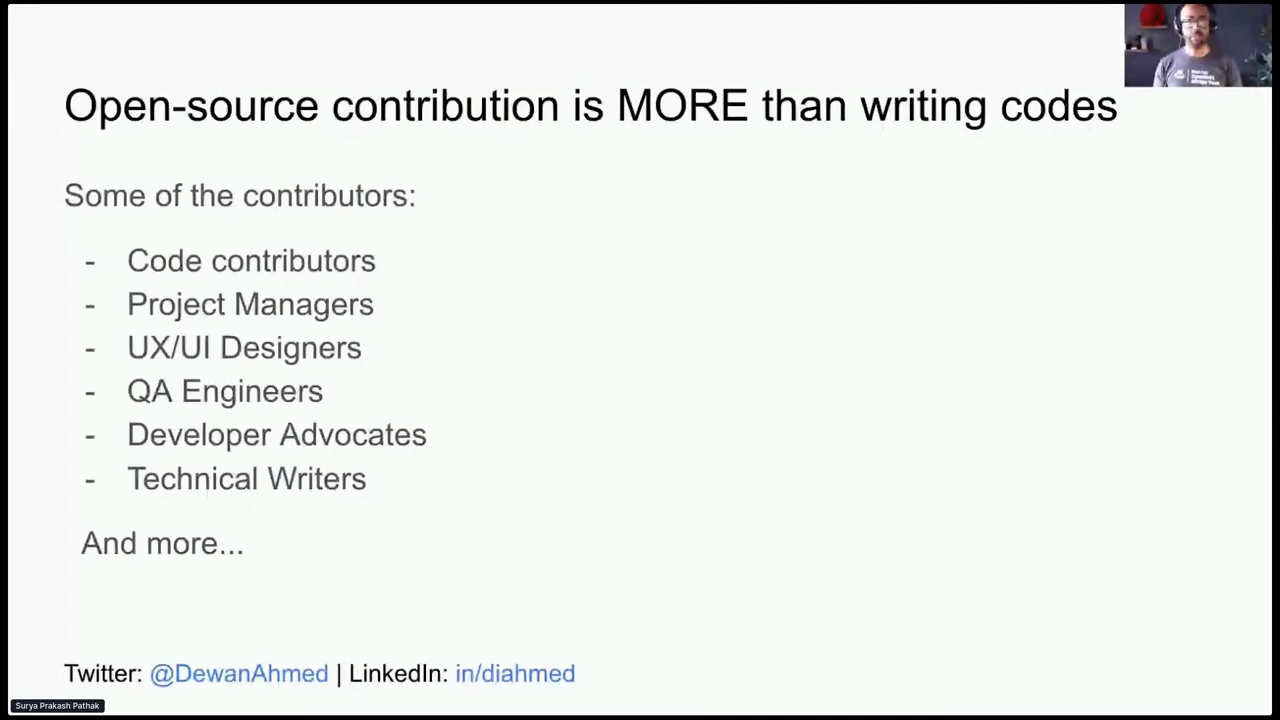 Open-source contribution is MORE than writing codes
Some of the contributors:
- Code contributors
- Project Managers
- UX/UI Designers
- QA Engineers
- Developer Advocates
- Technical Writers
And more...
Twitter: @DewanAhmed | LinkedIn: in/diahmed
Surya Prakash Pathak